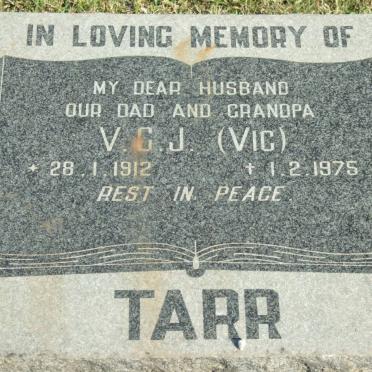 IN LOVING MEMORY OF
MY DEAR HUSBAND
OUR DAD AND GRANDPA
V.C.J. (VIC)
* 28.1.1912 † 1.2.1975
REST IN PEACE
TARR